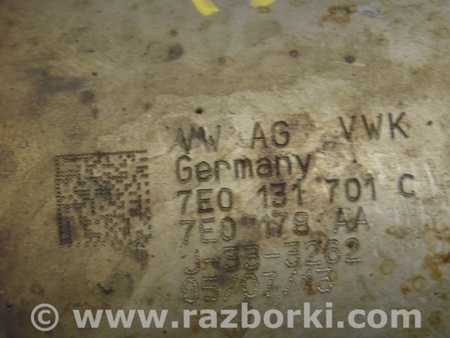 VW AG VWK
Germany
7E0 131 701 C
7E0 178 AA
© www.razborki.com